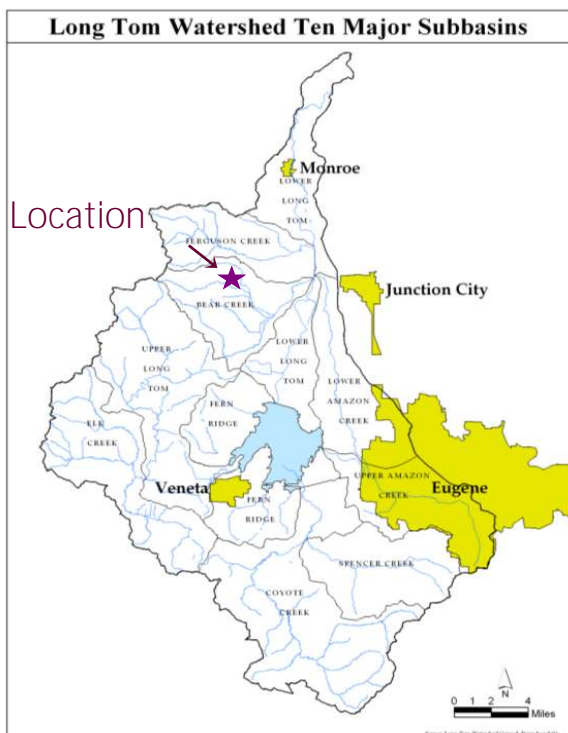 Long Tom Watershed Ten Major Subbasins
Monroe
LOWER
LONG
TOM
Location
FERGUSON CREEK
BEAR CREEK
Junction City
UPPER
LONG
TOM
LOWER
LONG
TOM
LOWER
AMAZON
CREEK
FERN
RIDGE
ELK
CREEK
Veneta
FERN
RIDGE
UPPER AMAZON
CREEK
Eugene
SPENCER CREEK
COYOTE
CREEK
N
0 1 2 4
Miles